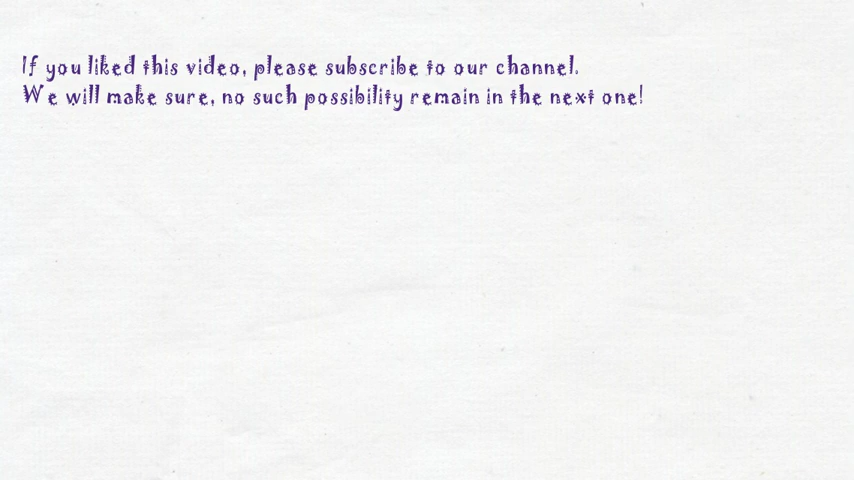 If you liked this video, please subscribe to our channel.
We will make sure, no such possibility remain in the next one!